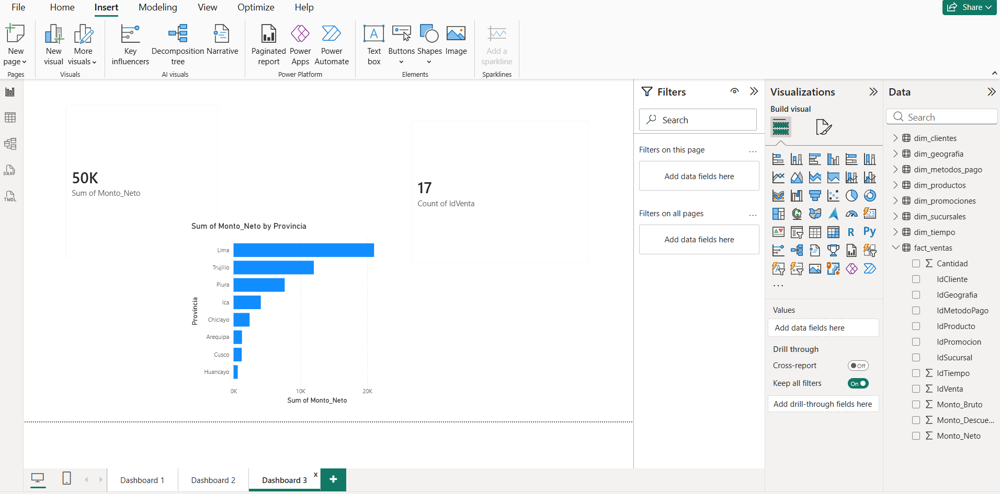 File Home Insert Modeling View Optimize Help
Share
New page
New visual
More visuals
Key influencers
Decomposition tree
Narrative
Paginated report
Power Apps
Power Automate
Text box
Buttons
Shapes
Image
Add a sparkline
Pages
Visuals
AI visuals
Power Platform
Elements
Sparklines
DAX
TMDL
50K
Sum of Monto_Neto
17
Count of IdVenta
Sum of Monto_Neto by Provincia
Provincia
Lima
Trujillo
Piura
Ica
Chiclayo
Arequipa
Cusco
Huancayo
0K 10K 20K
Sum of Monto_Neto
Filters
Search
Filters on this page ...
Add data fields here
Filters on all pages ...
Add data fields here
Visualizations
Build visual
123
R
Py
A
...
Values
Add data fields here
Drill through
Cross-report Off
Keep all filters On
Add drill-through fields here
Data
Search
dim_clientes
dim_geografia
dim_metodos_pago
dim_productos
dim_promociones
dim_sucursales
dim_tiempo
fact_ventas
Σ Cantidad
IdCliente
IdGeografia
IdMetodoPago
IdProducto
IdPromocion
IdSucursal
Σ IdTiempo
Σ IdVenta
Σ Monto_Bruto
Σ Monto_Descue...
Σ Monto_Neto
Dashboard 1 Dashboard 2 Dashboard 3 x +